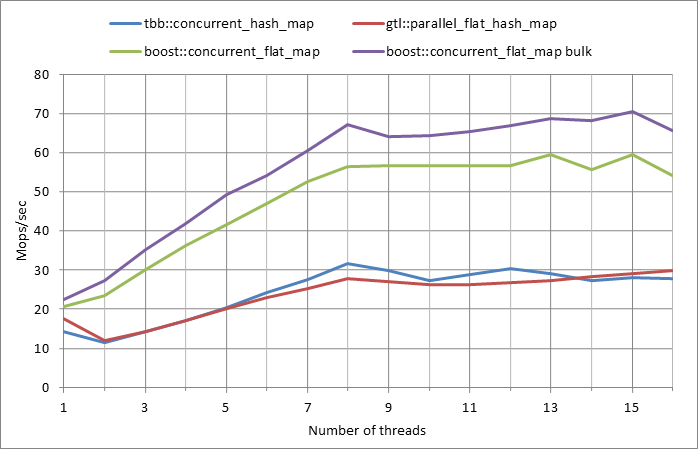 tbb::concurrent_hash_map gtl::parallel_flat_hash_map
boost::concurrent_flat_map boost::concurrent_flat_map bulk
80
70
60
50
40
30
20
10
0
Mops/sec
1 3 5 7 9 11 13 15
Number of threads